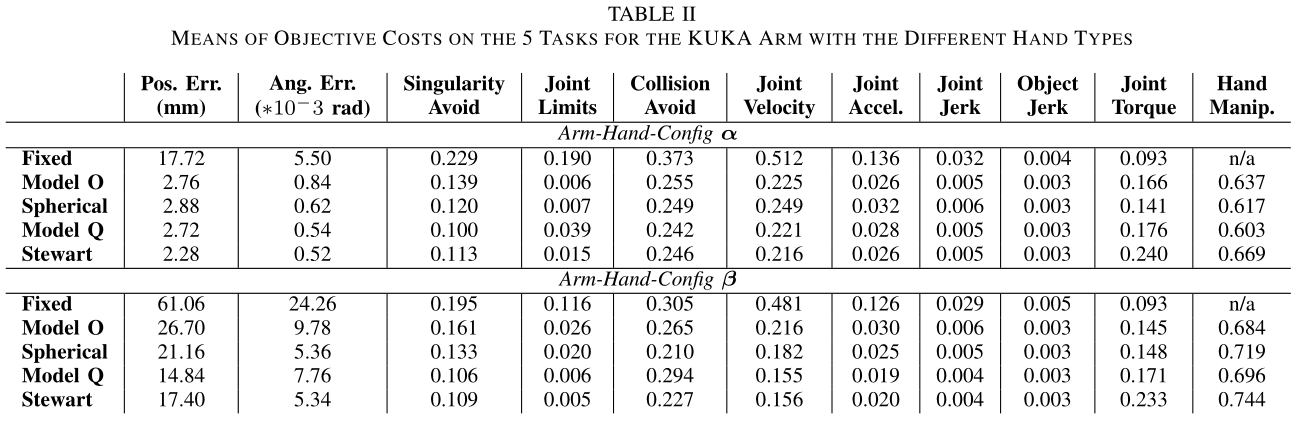 TABLE II
MEANS OF OBJECTIVE COSTS ON THE 5 TASKS FOR THE KUKA ARM WITH THE DIFFERENT HAND TYPES
Pos. Err. (mm) Ang. Err. (∗10⁻3 rad) Singularity Avoid Joint Limits Collision Avoid Joint Velocity Joint Accel. Joint Jerk Object Jerk Joint Torque Hand Manip.
Arm-Hand-Config α
Fixed 17.72 5.50 0.229 0.190 0.373 0.512 0.136 0.032 0.004 0.093 n/a
Model O 2.76 0.84 0.139 0.006 0.255 0.225 0.026 0.005 0.003 0.166 0.637
Spherical 2.88 0.62 0.120 0.007 0.249 0.249 0.032 0.006 0.003 0.141 0.617
Model Q 2.72 0.54 0.100 0.039 0.242 0.221 0.028 0.005 0.003 0.176 0.603
Stewart 2.28 0.52 0.113 0.015 0.246 0.216 0.026 0.005 0.003 0.240 0.669
Arm-Hand-Config β
Fixed 61.06 24.26 0.195 0.116 0.305 0.481 0.126 0.029 0.005 0.093 n/a
Model O 26.70 9.78 0.161 0.026 0.265 0.216 0.030 0.006 0.003 0.145 0.684
Spherical 21.16 5.36 0.133 0.020 0.210 0.182 0.025 0.005 0.003 0.148 0.719
Model Q 14.84 7.76 0.106 0.006 0.294 0.155 0.019 0.004 0.003 0.171 0.696
Stewart 17.40 5.34 0.109 0.005 0.227 0.156 0.020 0.004 0.003 0.233 0.744